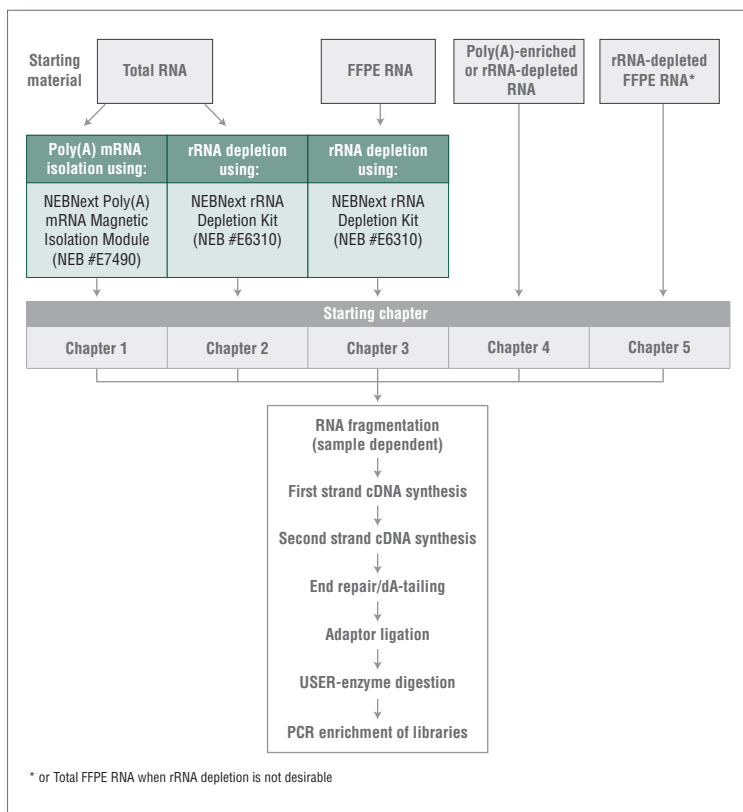 Starting
material
Total RNA
FFPE RNA
Poly(A)-enriched
or rRNA-depleted
RNA
rRNA-depleted
FFPE RNA*
Poly(A) mRNA
isolation using:
NEBNext Poly(A)
mRNA Magnetic
Isolation Module
(NEB #E7490)
rRNA depletion
using:
NEBNext rRNA
Depletion Kit
(NEB #E6310)
rRNA depletion
using:
NEBNext rRNA
Depletion Kit
(NEB #E6310)
Starting chapter
Chapter 1
Chapter 2
Chapter 3
Chapter 4
Chapter 5
RNA fragmentation
(sample dependent)
First strand cDNA synthesis
Second strand cDNA synthesis
End repair/dA-tailing
Adaptor ligation
USER-enzyme digestion
PCR enrichment of libraries
* or Total FFPE RNA when rRNA depletion is not desirable